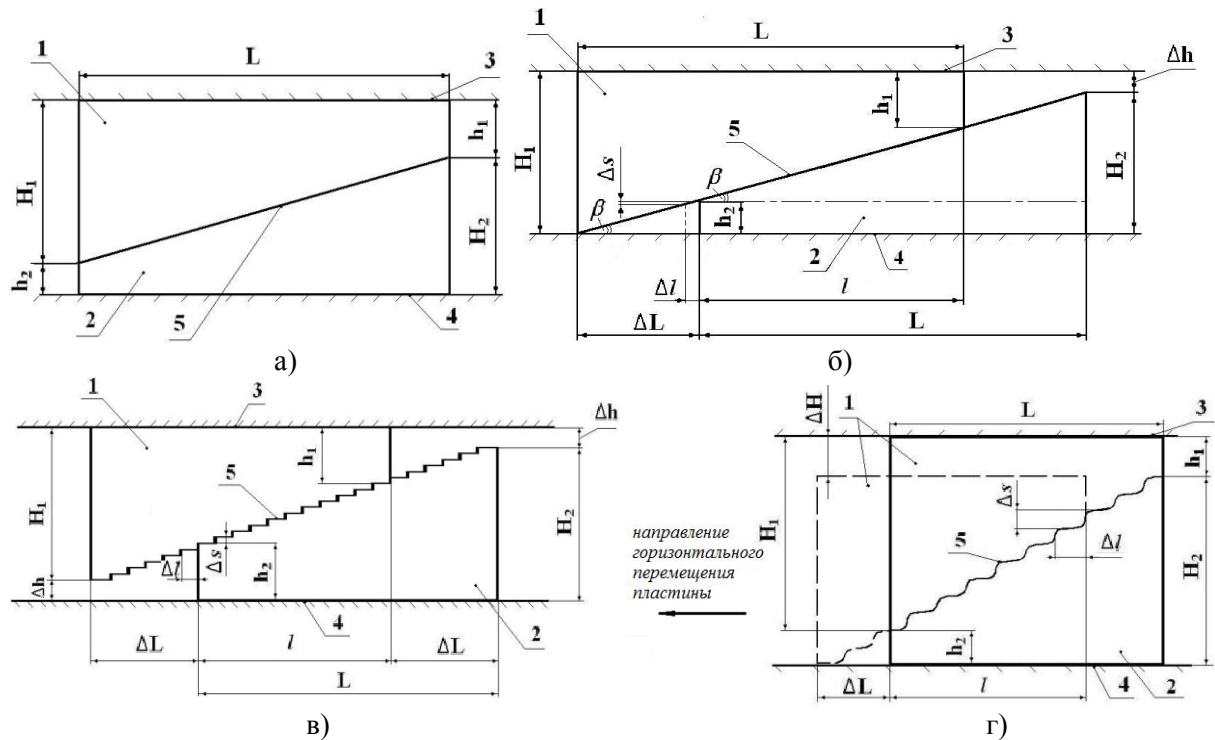 1
L
3
H₁
h₁
H₂
h₂
2
5
4
а)
1
L
3
Δh
H₁
h₁
5
Δs
β
β
h₂
H₂
2
4
Δl
l
ΔL
L
б)
1
3
Δh
H₁
h₁
5
H₂
Δl
Δs
h₂
Δh
4
2
ΔL
l
ΔL
L
в)
направление
горизонтального
перемещения
пластины
ΔH
1
L
3
H₁
h₁
Δs
5
Δl
H₂
h₂
ΔL
l
4
2
г)